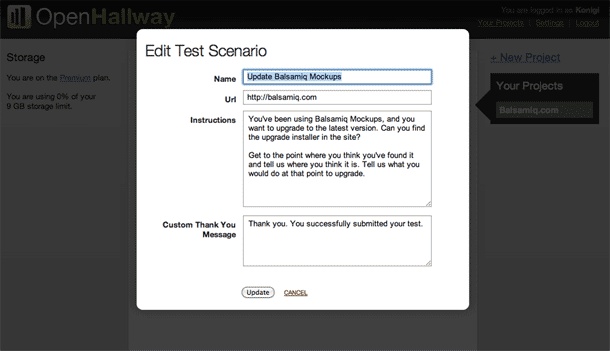 OpenHallway
You are logged in as Konigi
Your Projects | Settings | Logout
Storage
You are on the Premium plan.
You are using 0% of your
9 GB storage limit.
+ New Project
Your Projects
Balsamiq.com
Edit Test Scenario
Name
Update Balsamiq Mockups
Url
http://balsamiq.com
Instructions
You've been using Balsamiq Mockups, and you
want to upgrade to the latest version. Can you find
the upgrade installer in the site?
Get to the point where you think you've found it
and tell us where you think it is. Tell us what you
would do at that point to upgrade.
Custom Thank You
Message
Thank you. You successfully submitted your test.
Update
CANCEL